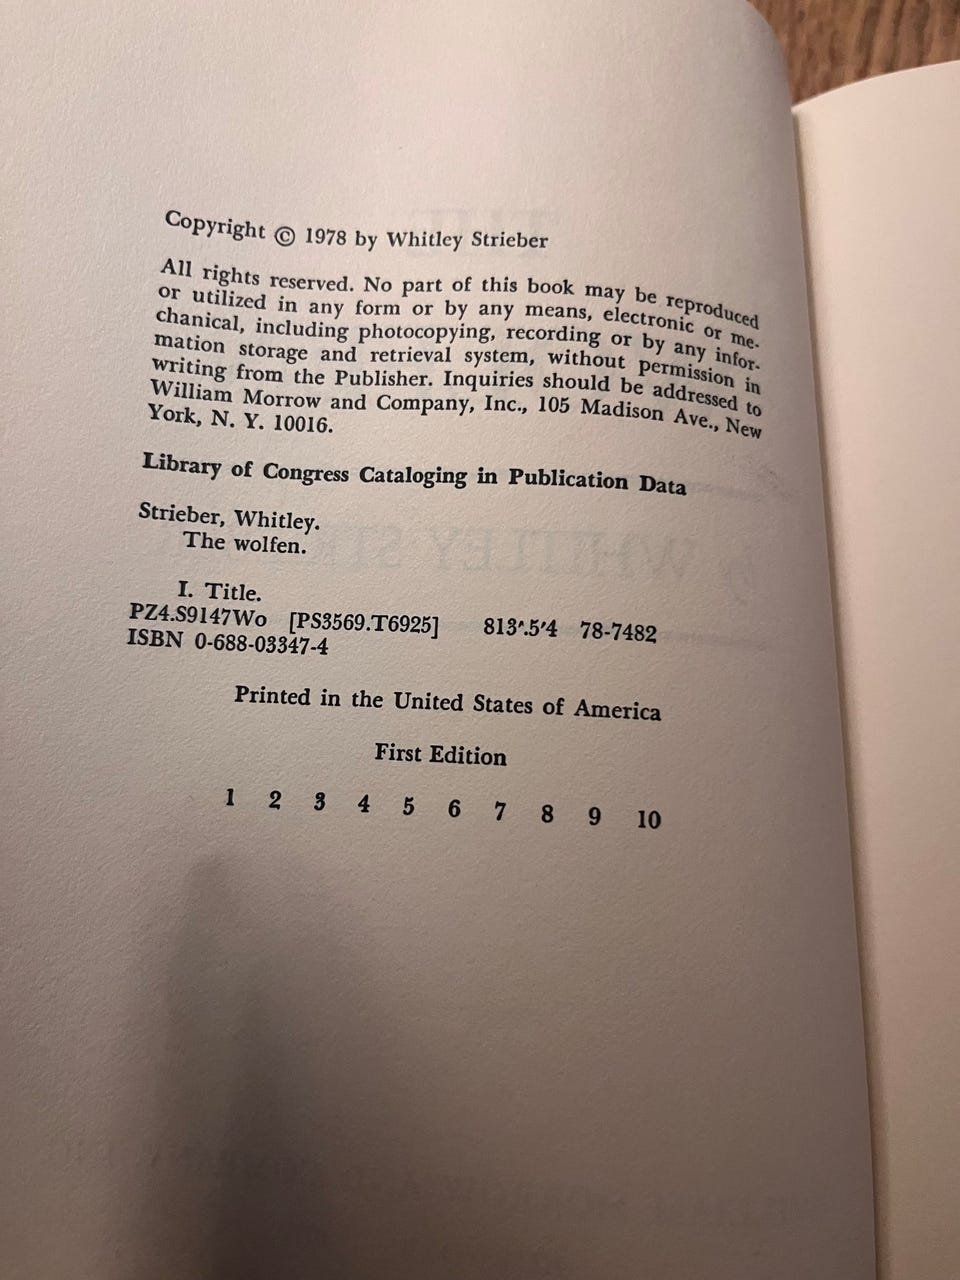 Copyright © 1978 by Whitley Strieber
All rights reserved. No part of this book may be reproduced
or utilized in any form or by any means, electronic or me-
chanical, including photocopying, recording or by any infor-
mation storage and retrieval system, without permission in
writing from the Publisher. Inquiries should be addressed to
William Morrow and Company, Inc., 105 Madison Ave., New
York, N. Y. 10016.
Library of Congress Cataloging in Publication Data
Strieber, Whitley.
The wolfen.
I. Title.
PZ4.S9147Wo [PS3569.T6925] 813'.5'4 78-7482
ISBN 0-688-03347-4
Printed in the United States of America
First Edition
1 2 3 4 5 6 7 8 9 10